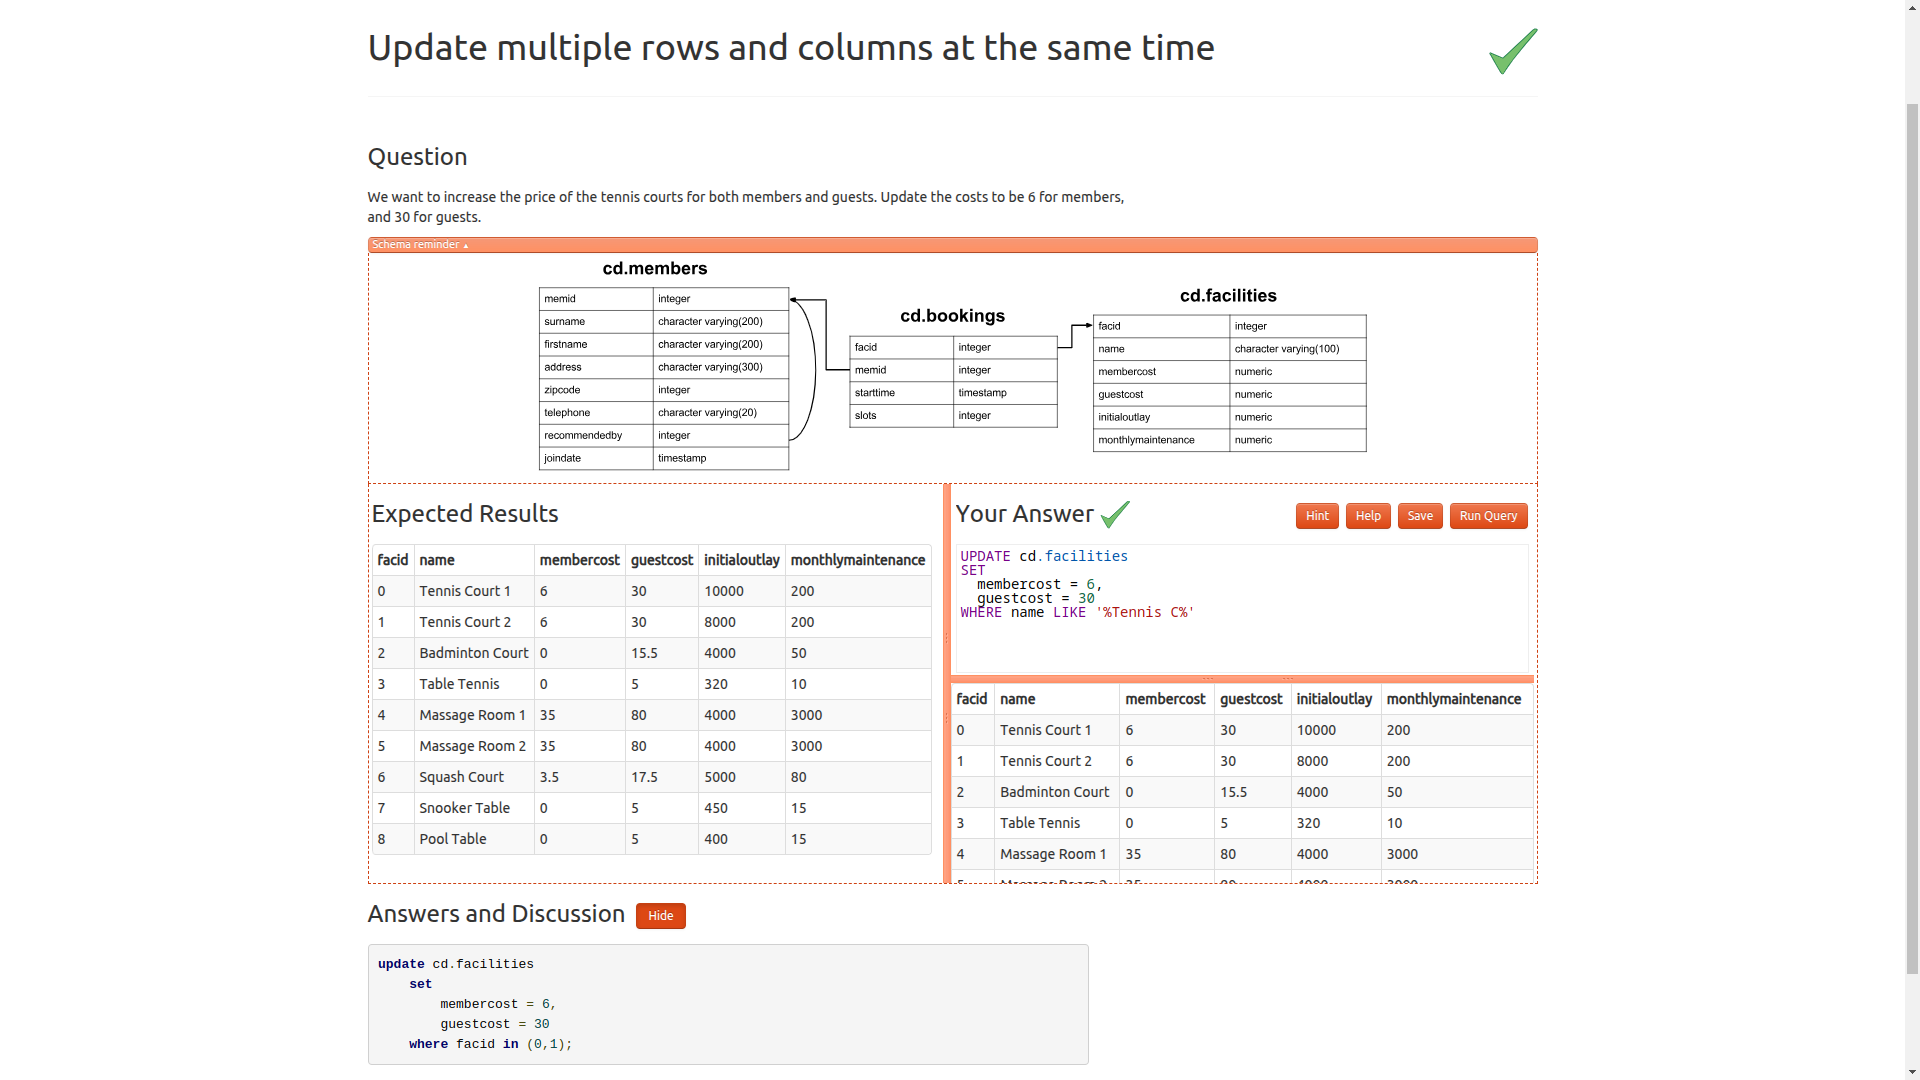 Update multiple rows and columns at the same time
Question
We want to increase the price of the tennis courts for both members and guests. Update the costs to be 6 for members,
and 30 for guests.
Schema reminder ▴
cd.members
memid integer
surname character varying(200)
firstname character varying(200)
address character varying(300)
zipcode integer
telephone character varying(20)
recommendedby integer
joindate timestamp
cd.bookings
facid integer
memid integer
starttime timestamp
slots integer
cd.facilities
facid integer
name character varying(100)
membercost numeric
guestcost numeric
initialoutlay numeric
monthlymaintenance numeric
Expected Results
facid name membercost guestcost initialoutlay monthlymaintenance
0 Tennis Court 1 6 30 10000 200
1 Tennis Court 2 6 30 8000 200
2 Badminton Court 0 15.5 4000 50
3 Table Tennis 0 5 320 10
4 Massage Room 1 35 80 4000 3000
5 Massage Room 2 35 80 4000 3000
6 Squash Court 3.5 17.5 5000 80
7 Snooker Table 0 5 450 15
8 Pool Table 0 5 400 15
Your Answer
Hint Help Save Run Query
UPDATE cd.facilities
SET
membercost = 6,
guestcost = 30
WHERE name LIKE '%Tennis C%'
facid name membercost guestcost initialoutlay monthlymaintenance
0 Tennis Court 1 6 30 10000 200
1 Tennis Court 2 6 30 8000 200
2 Badminton Court 0 15.5 4000 50
3 Table Tennis 0 5 320 10
4 Massage Room 1 35 80 4000 3000
5 Massage Room 2 35 80 4000 3000
Answers and Discussion Hide
update cd.facilities
set
membercost = 6,
guestcost = 30
where facid in (0,1);